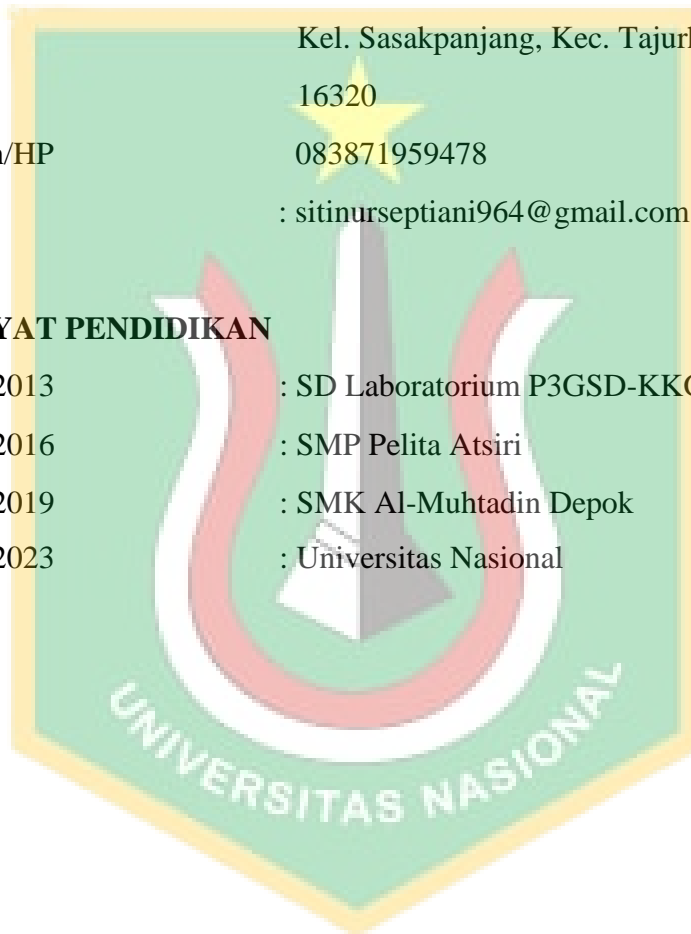 Kel. Sasakpanjang, Kec.
16320
/HP 083871959478
: sitinurseptiani964@gmail.com
YAT PENDIDIKAN
2013 : SD Laboratorium P3GSD-KKG
2016 : SMP Pelita Atsiri
2019 : SMK Al-Muhtadin Depok
2023 : Universitas Nasional
UNIVERSITAS NASIONAL